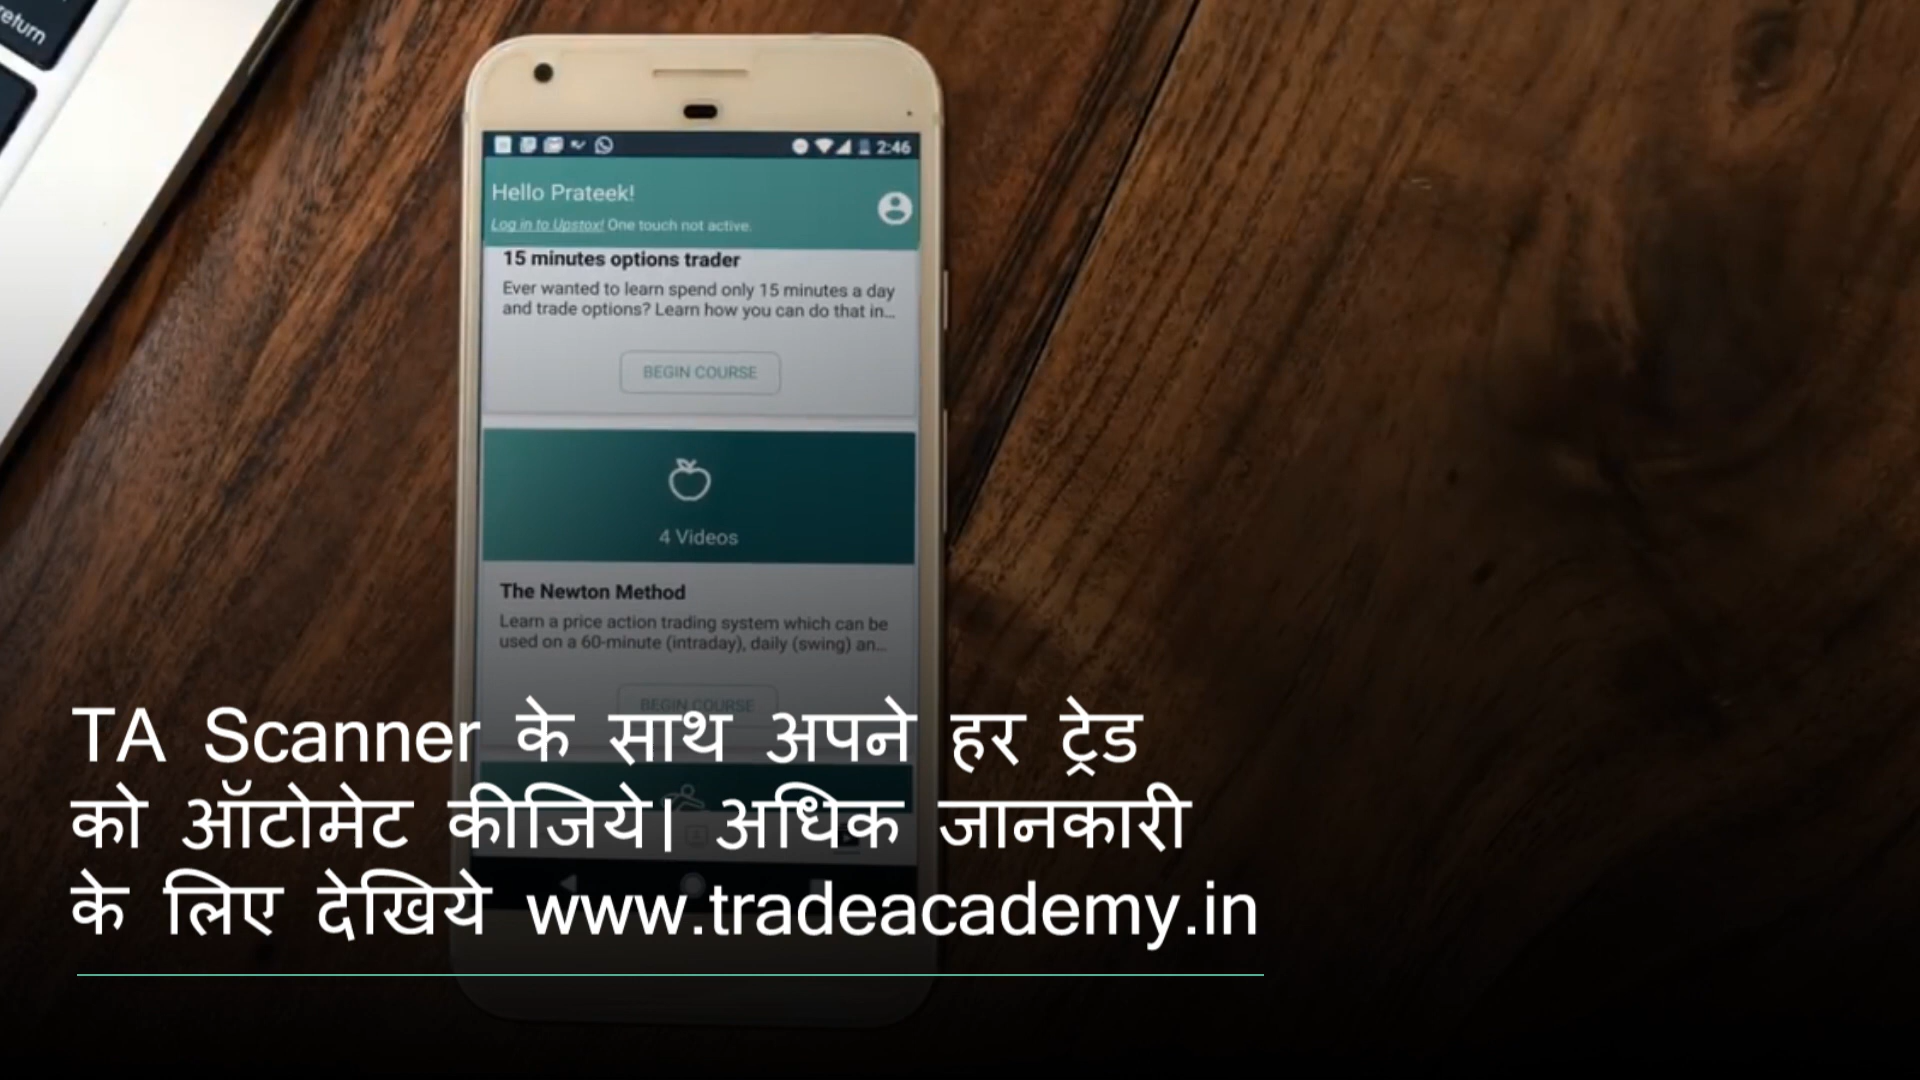 return
2:46
Hello Prateek!
Log in to Upstox! One touch not active.
15 minutes options trader
Ever wanted to learn spend only 15 minutes a day
and trade options? Learn how you can do that in...
BEGIN COURSE
4 Videos
The Newton Method
Learn a price action trading system which can be
used on a 60-minute (intraday), daily (swing) an...
BEGIN COURSE
TA Scanner के साथ अपने हर ट्रेड
को ऑटोमेट कीजिये। अधिक जानकारी
के लिए देखिये www.tradeacademy.in